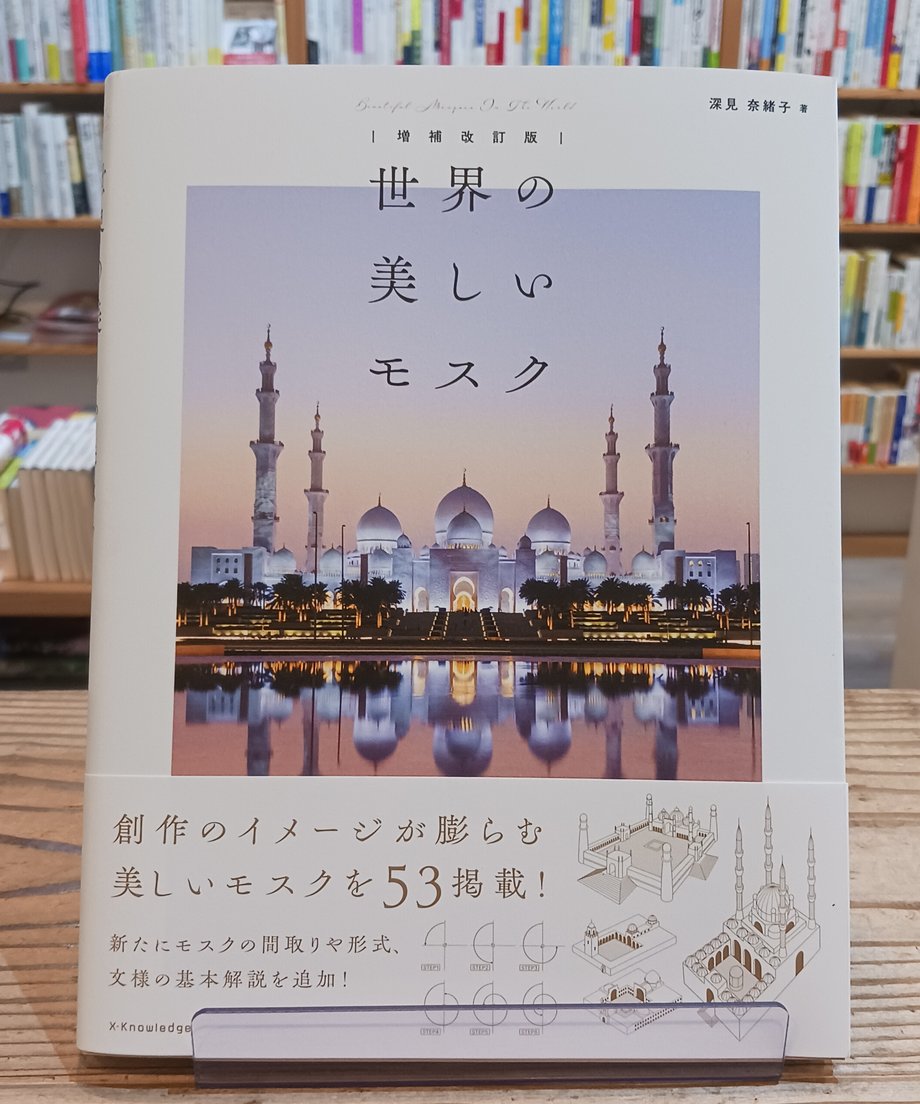 Beautiful Mosques In The World
深見 奈緒子 著
増補改訂版
世界の
美しい
モスク
創作のイメージが膨らむ
美しいモスクを53掲載!
新たにモスクの間取りや形式、
文様の基本解説を追加!
STEP1 STEP2 STEP3
STEP4 STEP5 STEP6
X-Knowledge